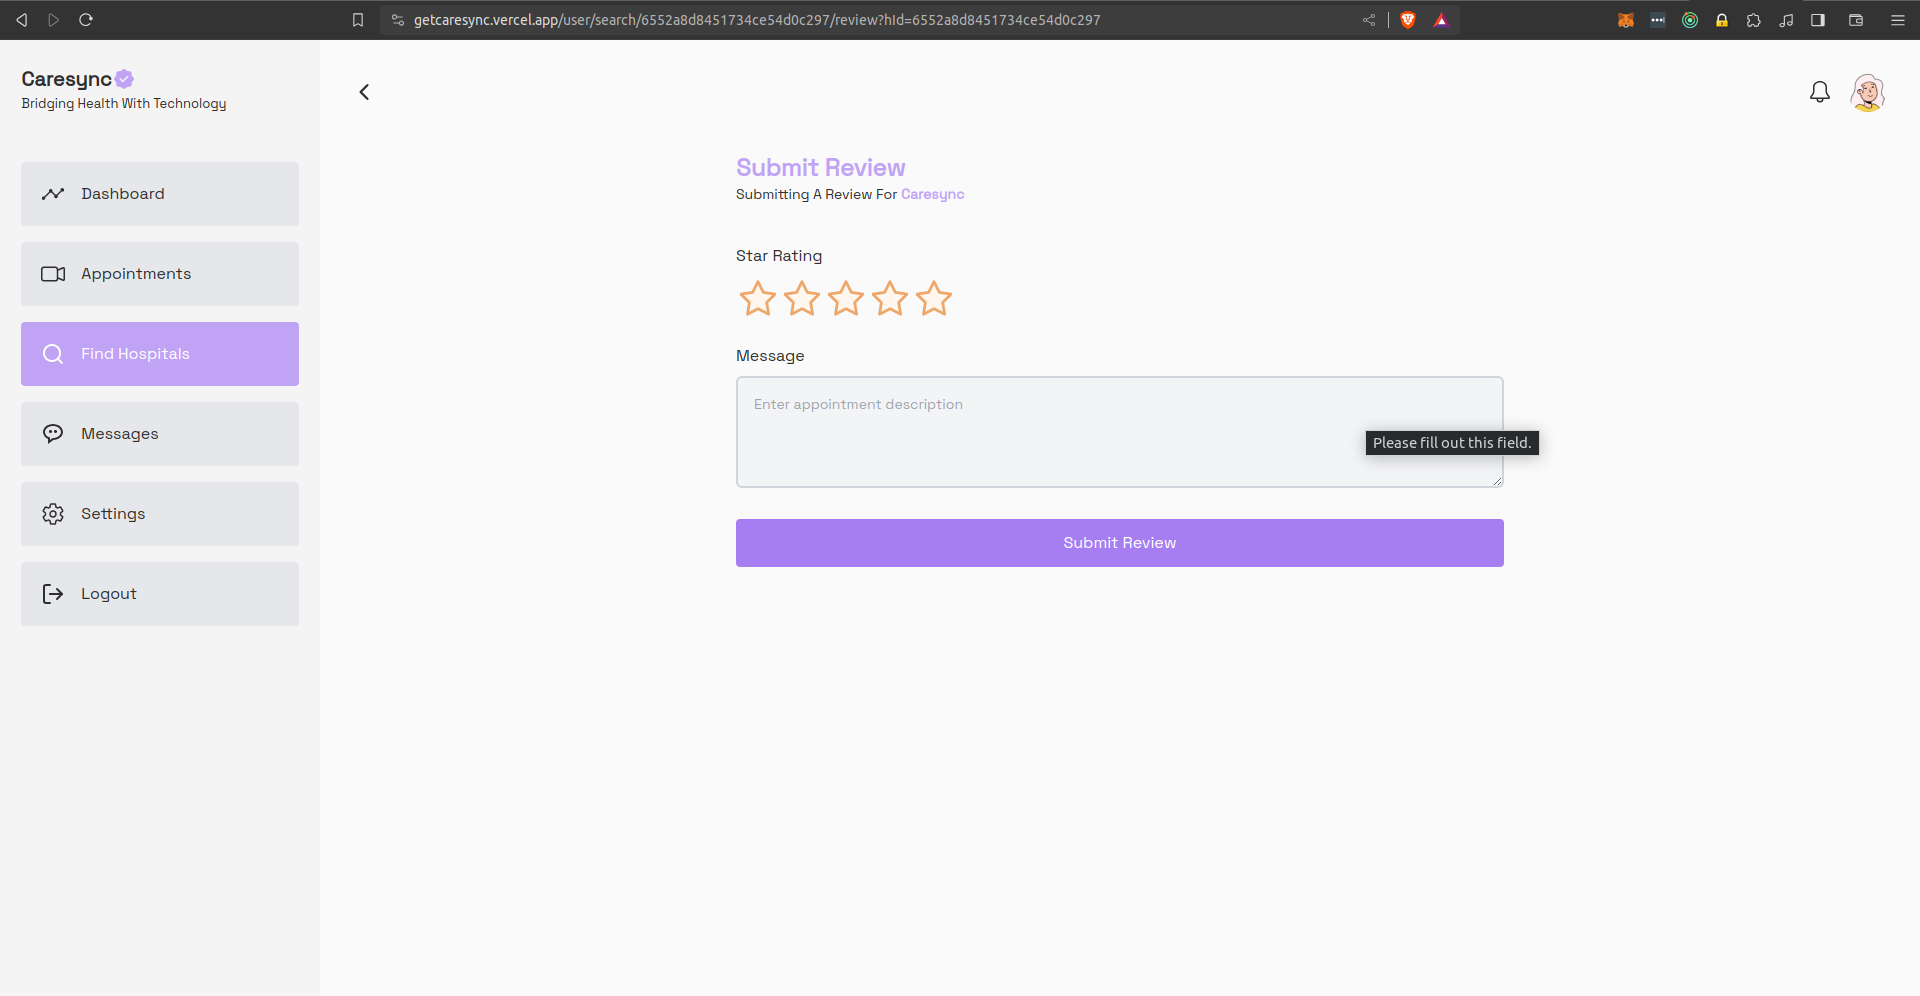 getcaresync.vercel.app/user/search/6552a8d8451734ce54d0c297/review?hId=6552a8d8451734ce54d0c297
Caresync
Bridging Health With Technology
Dashboard
Appointments
Find Hospitals
Messages
Settings
Logout
Submit Review
Submitting A Review For Caresync
Star Rating
Message
Enter appointment description
Please fill out this field.
Submit Review